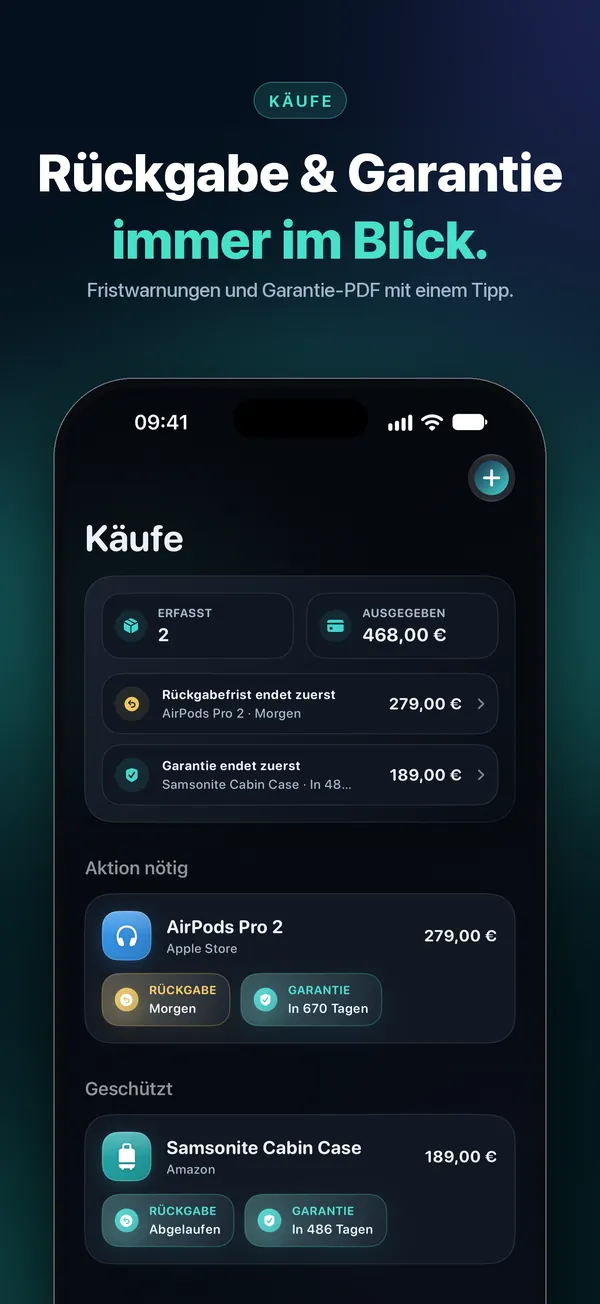 KÄUFE
Rückgabe & Garantie
immer im Blick.
Fristwarnungen und Garantie-PDF mit einem Tipp.
09:41
Käufe
ERFASST
2
AUSGEGEBEN
468,00 €
Rückgabefrist endet zuerst
AirPods Pro 2 · Morgen
279,00 €
Garantie endet zuerst
Samsonite Cabin Case · In 48...
189,00 €
Aktion nötig
AirPods Pro 2
Apple Store
279,00 €
RÜCKGABE
Morgen
GARANTIE
In 670 Tagen
Geschützt
Samsonite Cabin Case
Amazon
189,00 €
RÜCKGABE
Abgelaufen
GARANTIE
In 486 Tagen